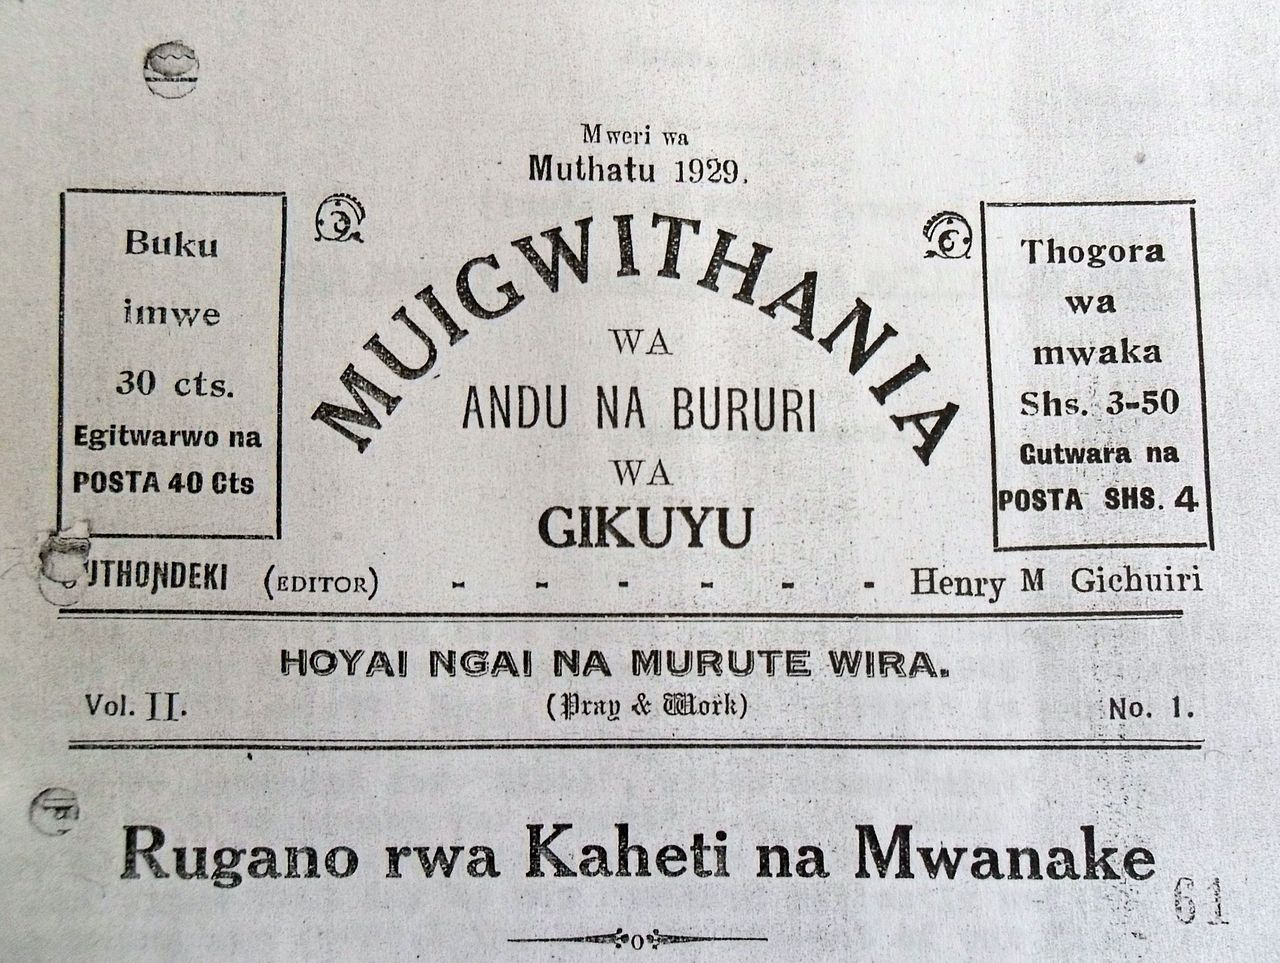 Mweri wa
Muthatu 1929.
Buku
imwe
30 cts.
Egitwarwo na
POSTA 40 Cts
MUIGWITHANIA
WA
ANDU NA BURURI
WA
GIKUYU
Thogora
wa
mwaka
Shs. 3-50
Gutwara na
POSTA SHS. 4
(EDITOR) - - - - - - Henry M Gichuiri
HOYAI NGAI NA MURUTE WIRA.
Vol. II. (Pray & Work) No. 1.
Rugano rwa Kaheti na Mwanake
61